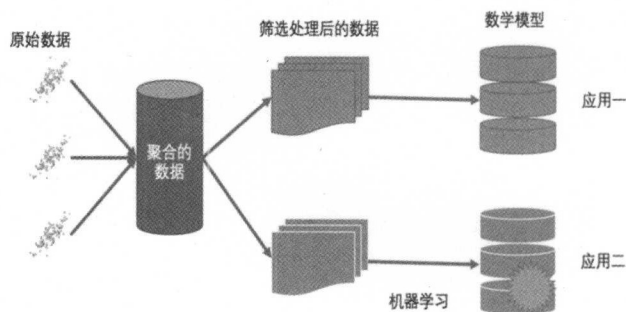 数学模型
筛选处理后的数据
原始数据
应用一
聚合的
数据
应用二
机器学习